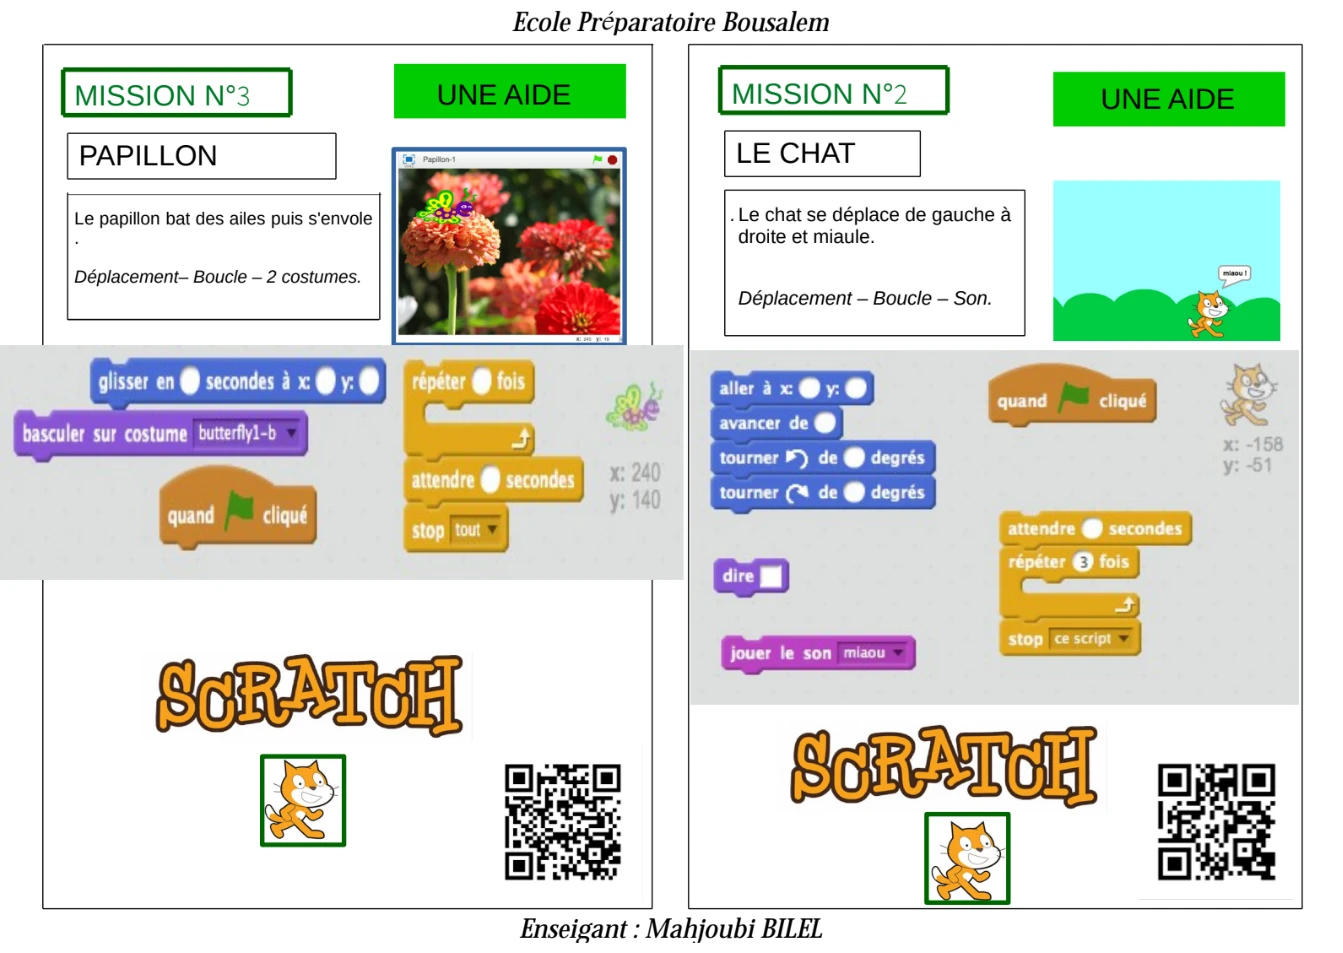 Ecole Préparatoire Bousalem
MISSION N°3
UNE AIDE
PAPILLON
Papillon-1
Le papillon bat des ailes puis s'envole
.
Déplacement– Boucle – 2 costumes.
x: 240 y: 18
glisser en secondes à x: y:
basculer sur costume butterfly1-b
quand cliqué
répéter fois
attendre secondes
stop tout
x: 240
y: 140
SCRATCH
MISSION N°2
UNE AIDE
LE CHAT
. Le chat se déplace de gauche à
droite et miaule.
Déplacement – Boucle – Son.
miaou !
aller à x: y:
avancer de
tourner de degrés
tourner de degrés
dire
jouer le son miaou
quand cliqué
x: -158
y: -51
attendre secondes
répéter 3 fois
stop ce script
SCRATCH
Enseigant : Mahjoubi BILEL